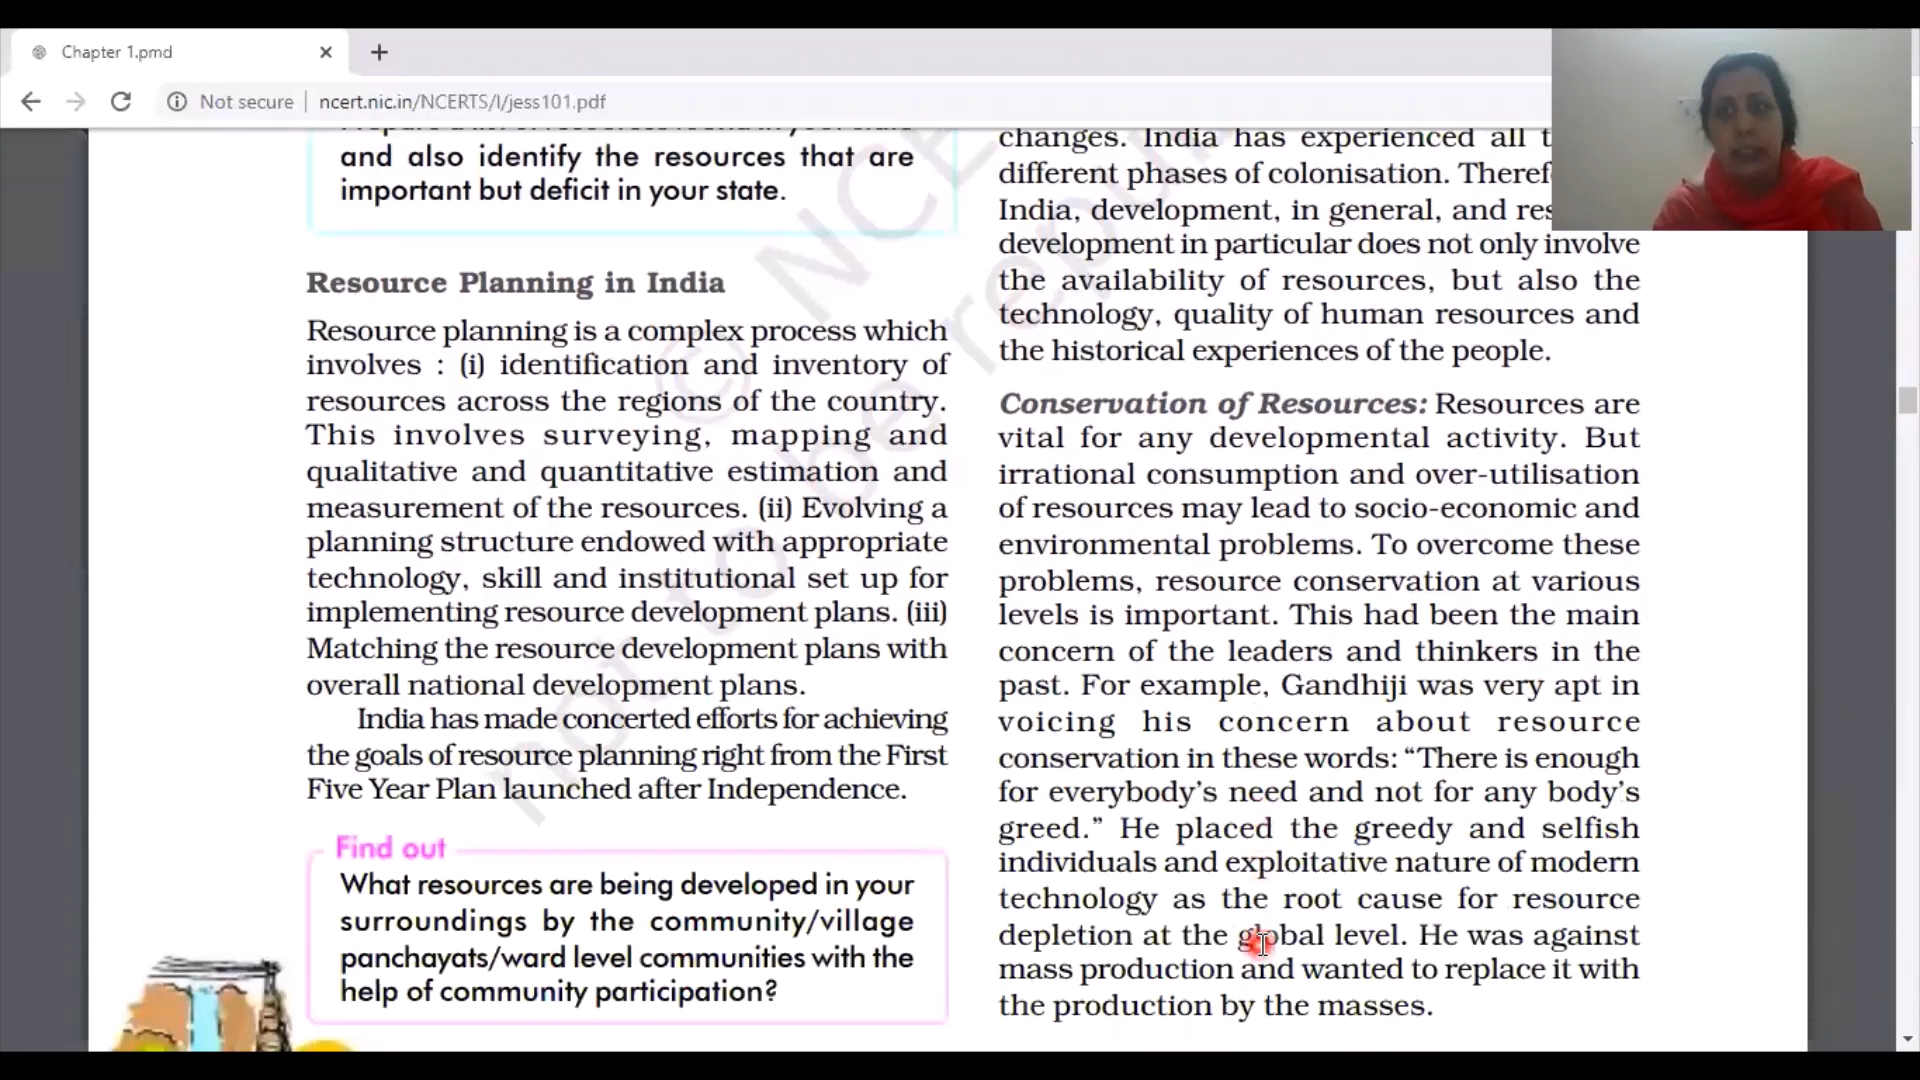 Chapter 1.pmd
Not secure
ncert.nic.in/NCERTS/l/jess101.pdf
and also identify the resources that are
important but deficit in your state.
Resource Planning in India
Resource planning is a complex process which
involves : (i) identification and inventory of
resources across the regions of the country.
This involves surveying, mapping and
qualitative and quantitative estimation and
measurement of the resources. (ii) Evolving a
planning structure endowed with appropriate
technology, skill and institutional set up for
implementing resource development plans. (iii)
Matching the resource development plans with
overall national development plans.
India has made concerted efforts for achieving
the goals of resource planning right from the First
Five Year Plan launched after Independence.
Find out
What resources are being developed in your
surroundings by the community/village
panchayats/ward level communities with the
help of community participation?
changes. India has experienced all
different phases of colonisation.
India, development, in general, and
development in particular does not only involve
the availability of resources, but also the
technology, quality of human resources and
the historical experiences of the people.
Conservation of Resources: Resources are
vital for any developmental activity. But
irrational consumption and over-utilisation
of resources may lead to socio-economic and
environmental problems. To overcome these
problems, resource conservation at various
levels is important. This had been the main
concern of the leaders and thinkers in the
past. For example, Gandhiji was very apt in
voicing his concern about resource
conservation in these words: “There is enough
for everybody’s need and not for any body’s
greed.” He placed the greedy and selfish
individuals and exploitative nature of modern
technology as the root cause for resource
depletion at the global level. He was against
mass production and wanted to replace it with
the production by the masses.